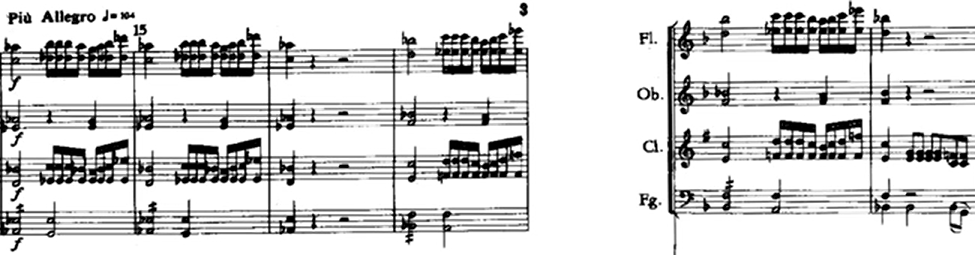 Più Allegro ♩=104
3
15
f
f
f
f
Fl.
Ob.
Cl.
Fg.